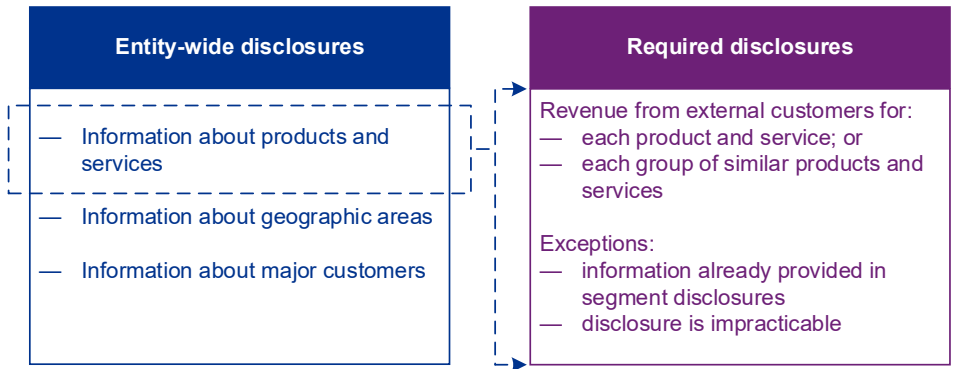 Entity-wide disclosures
— Information about products and
services
— Information about geographic areas
— Information about major customers
Required disclosures
Revenue from external customers for:
— each product and service; or
— each group of similar products and
services
Exceptions:
— information already provided in
segment disclosures
— disclosure is impracticable